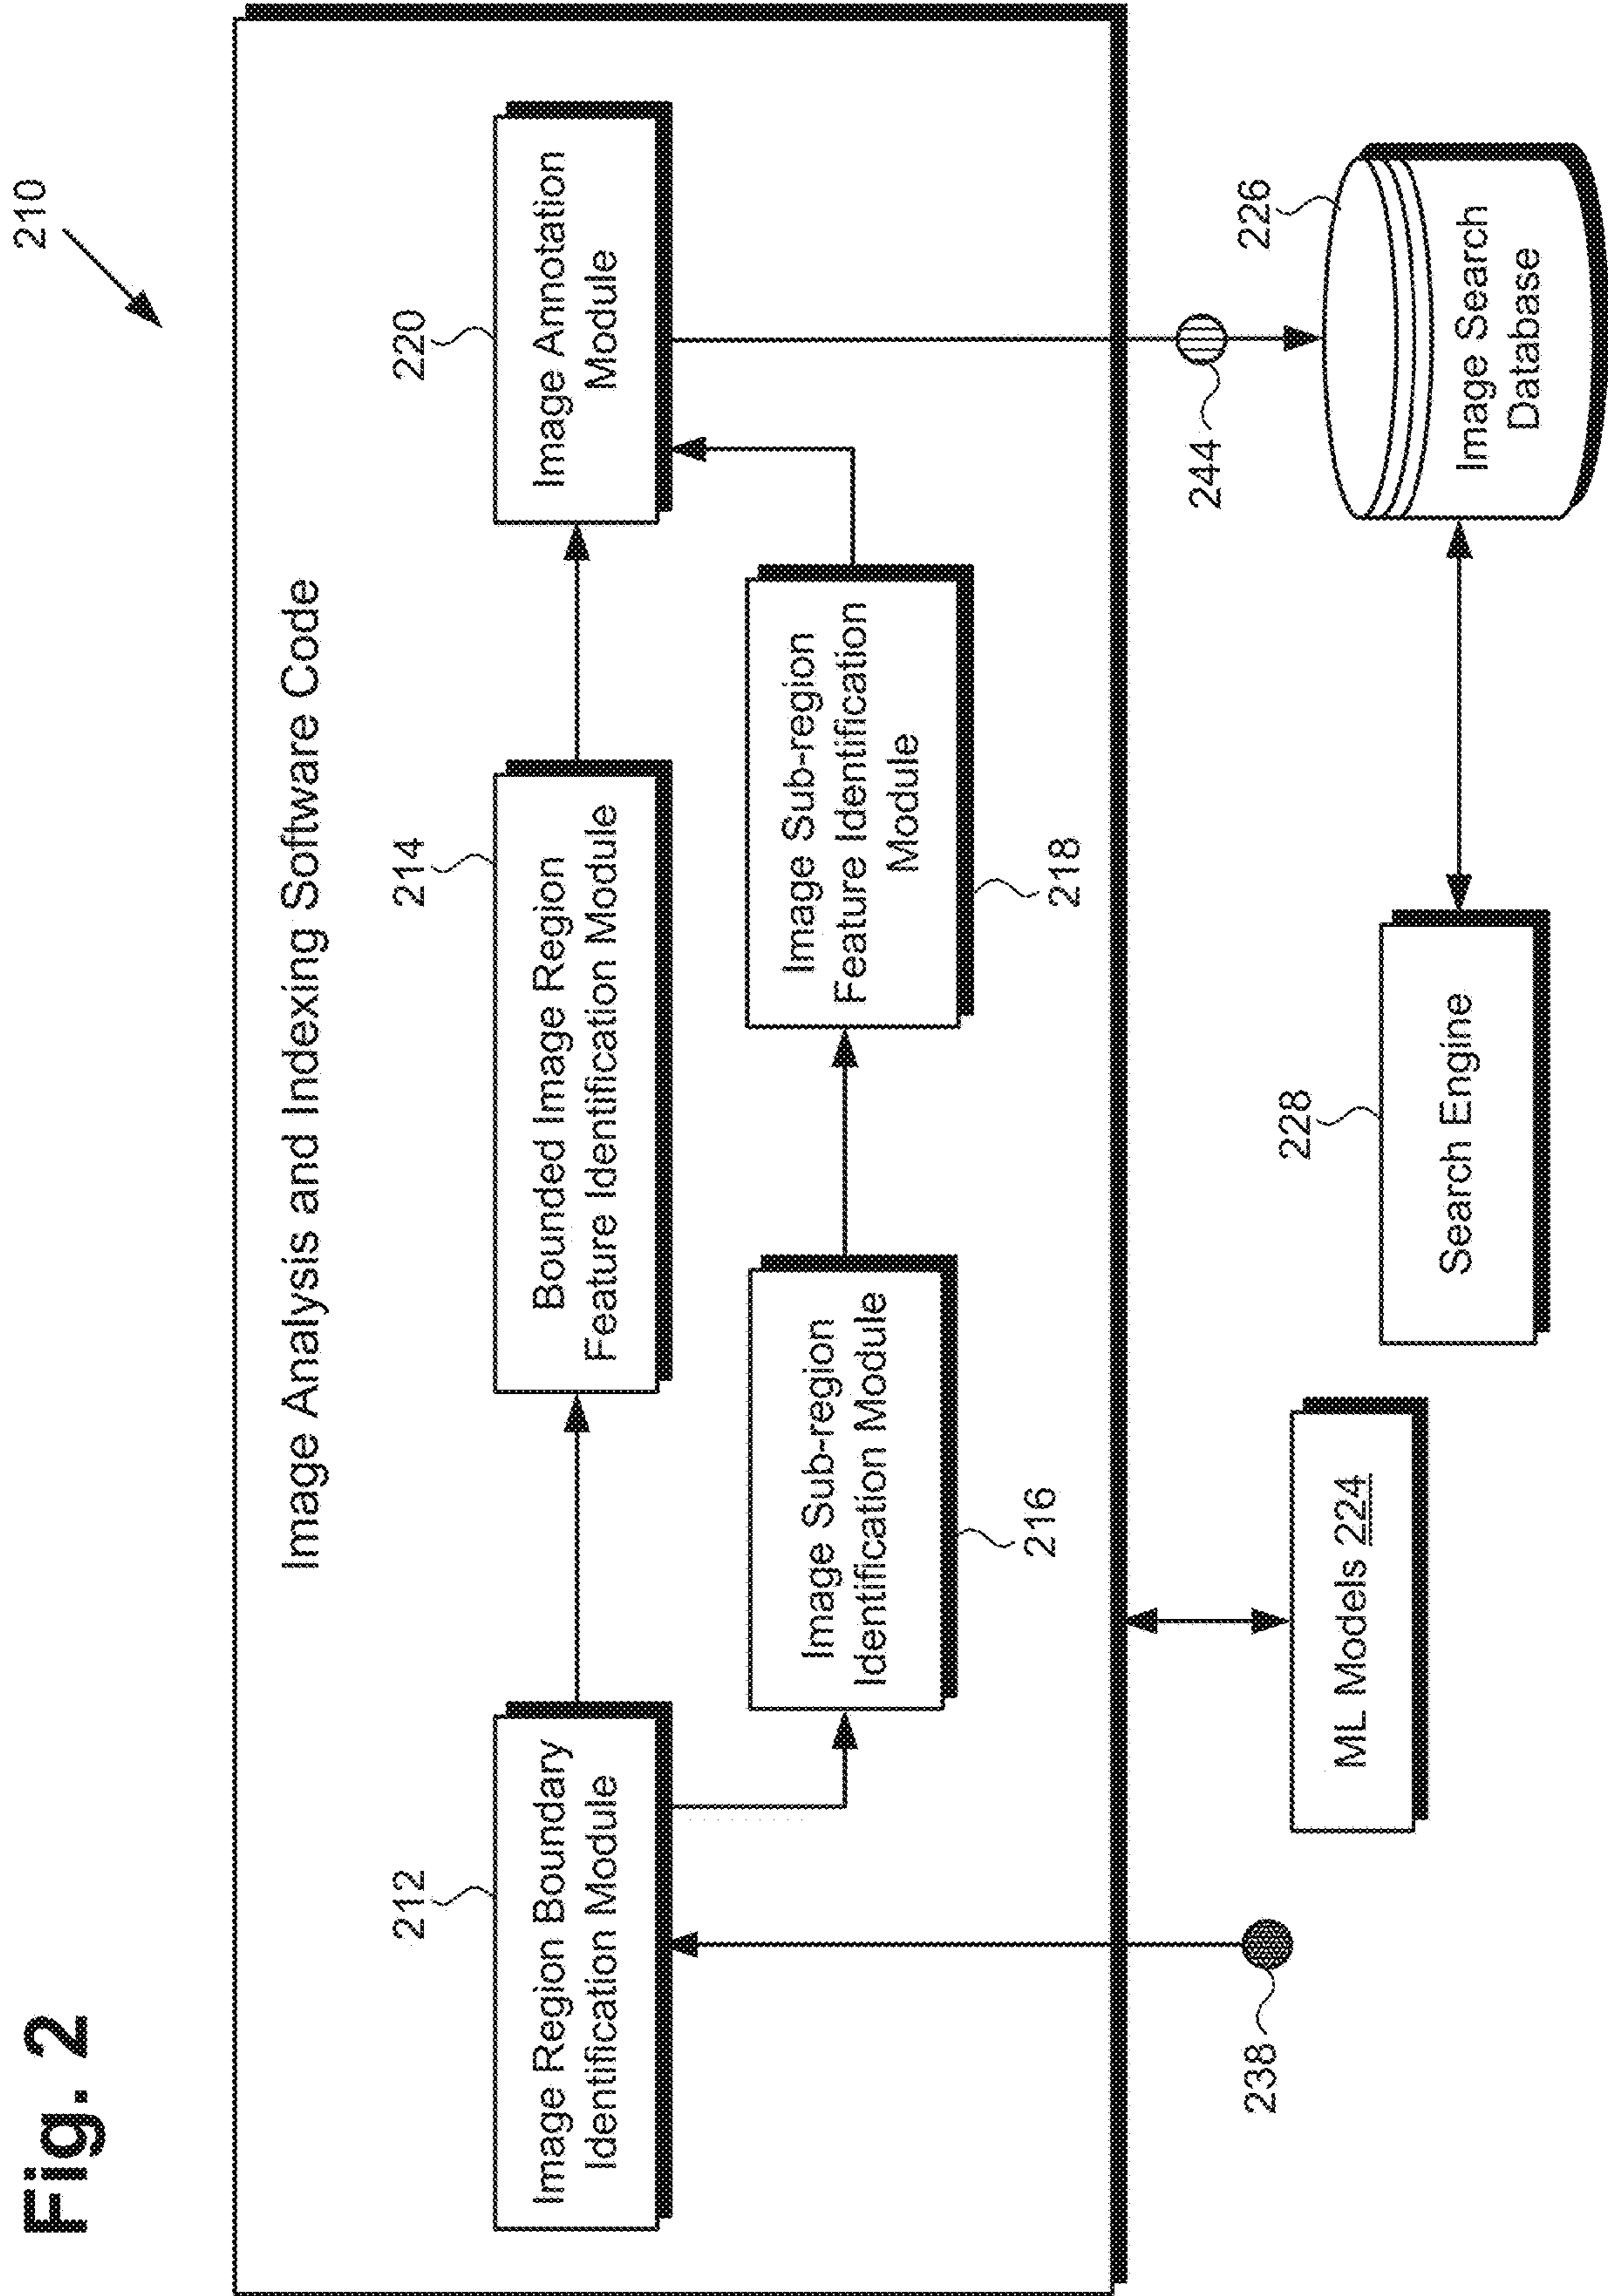 Fig. 2
210
Image Analysis and Indexing Software Code
212
Image Region Boundary
Identification Module
214
Bounded Image Region
Feature Identification Module
220
Image Annotation
Module
Image Sub-region
Identification Module
216
Image Sub-region
Feature Identification
Module
218
238
ML Models 224
228
Search Engine
244
226
Image Search
Database